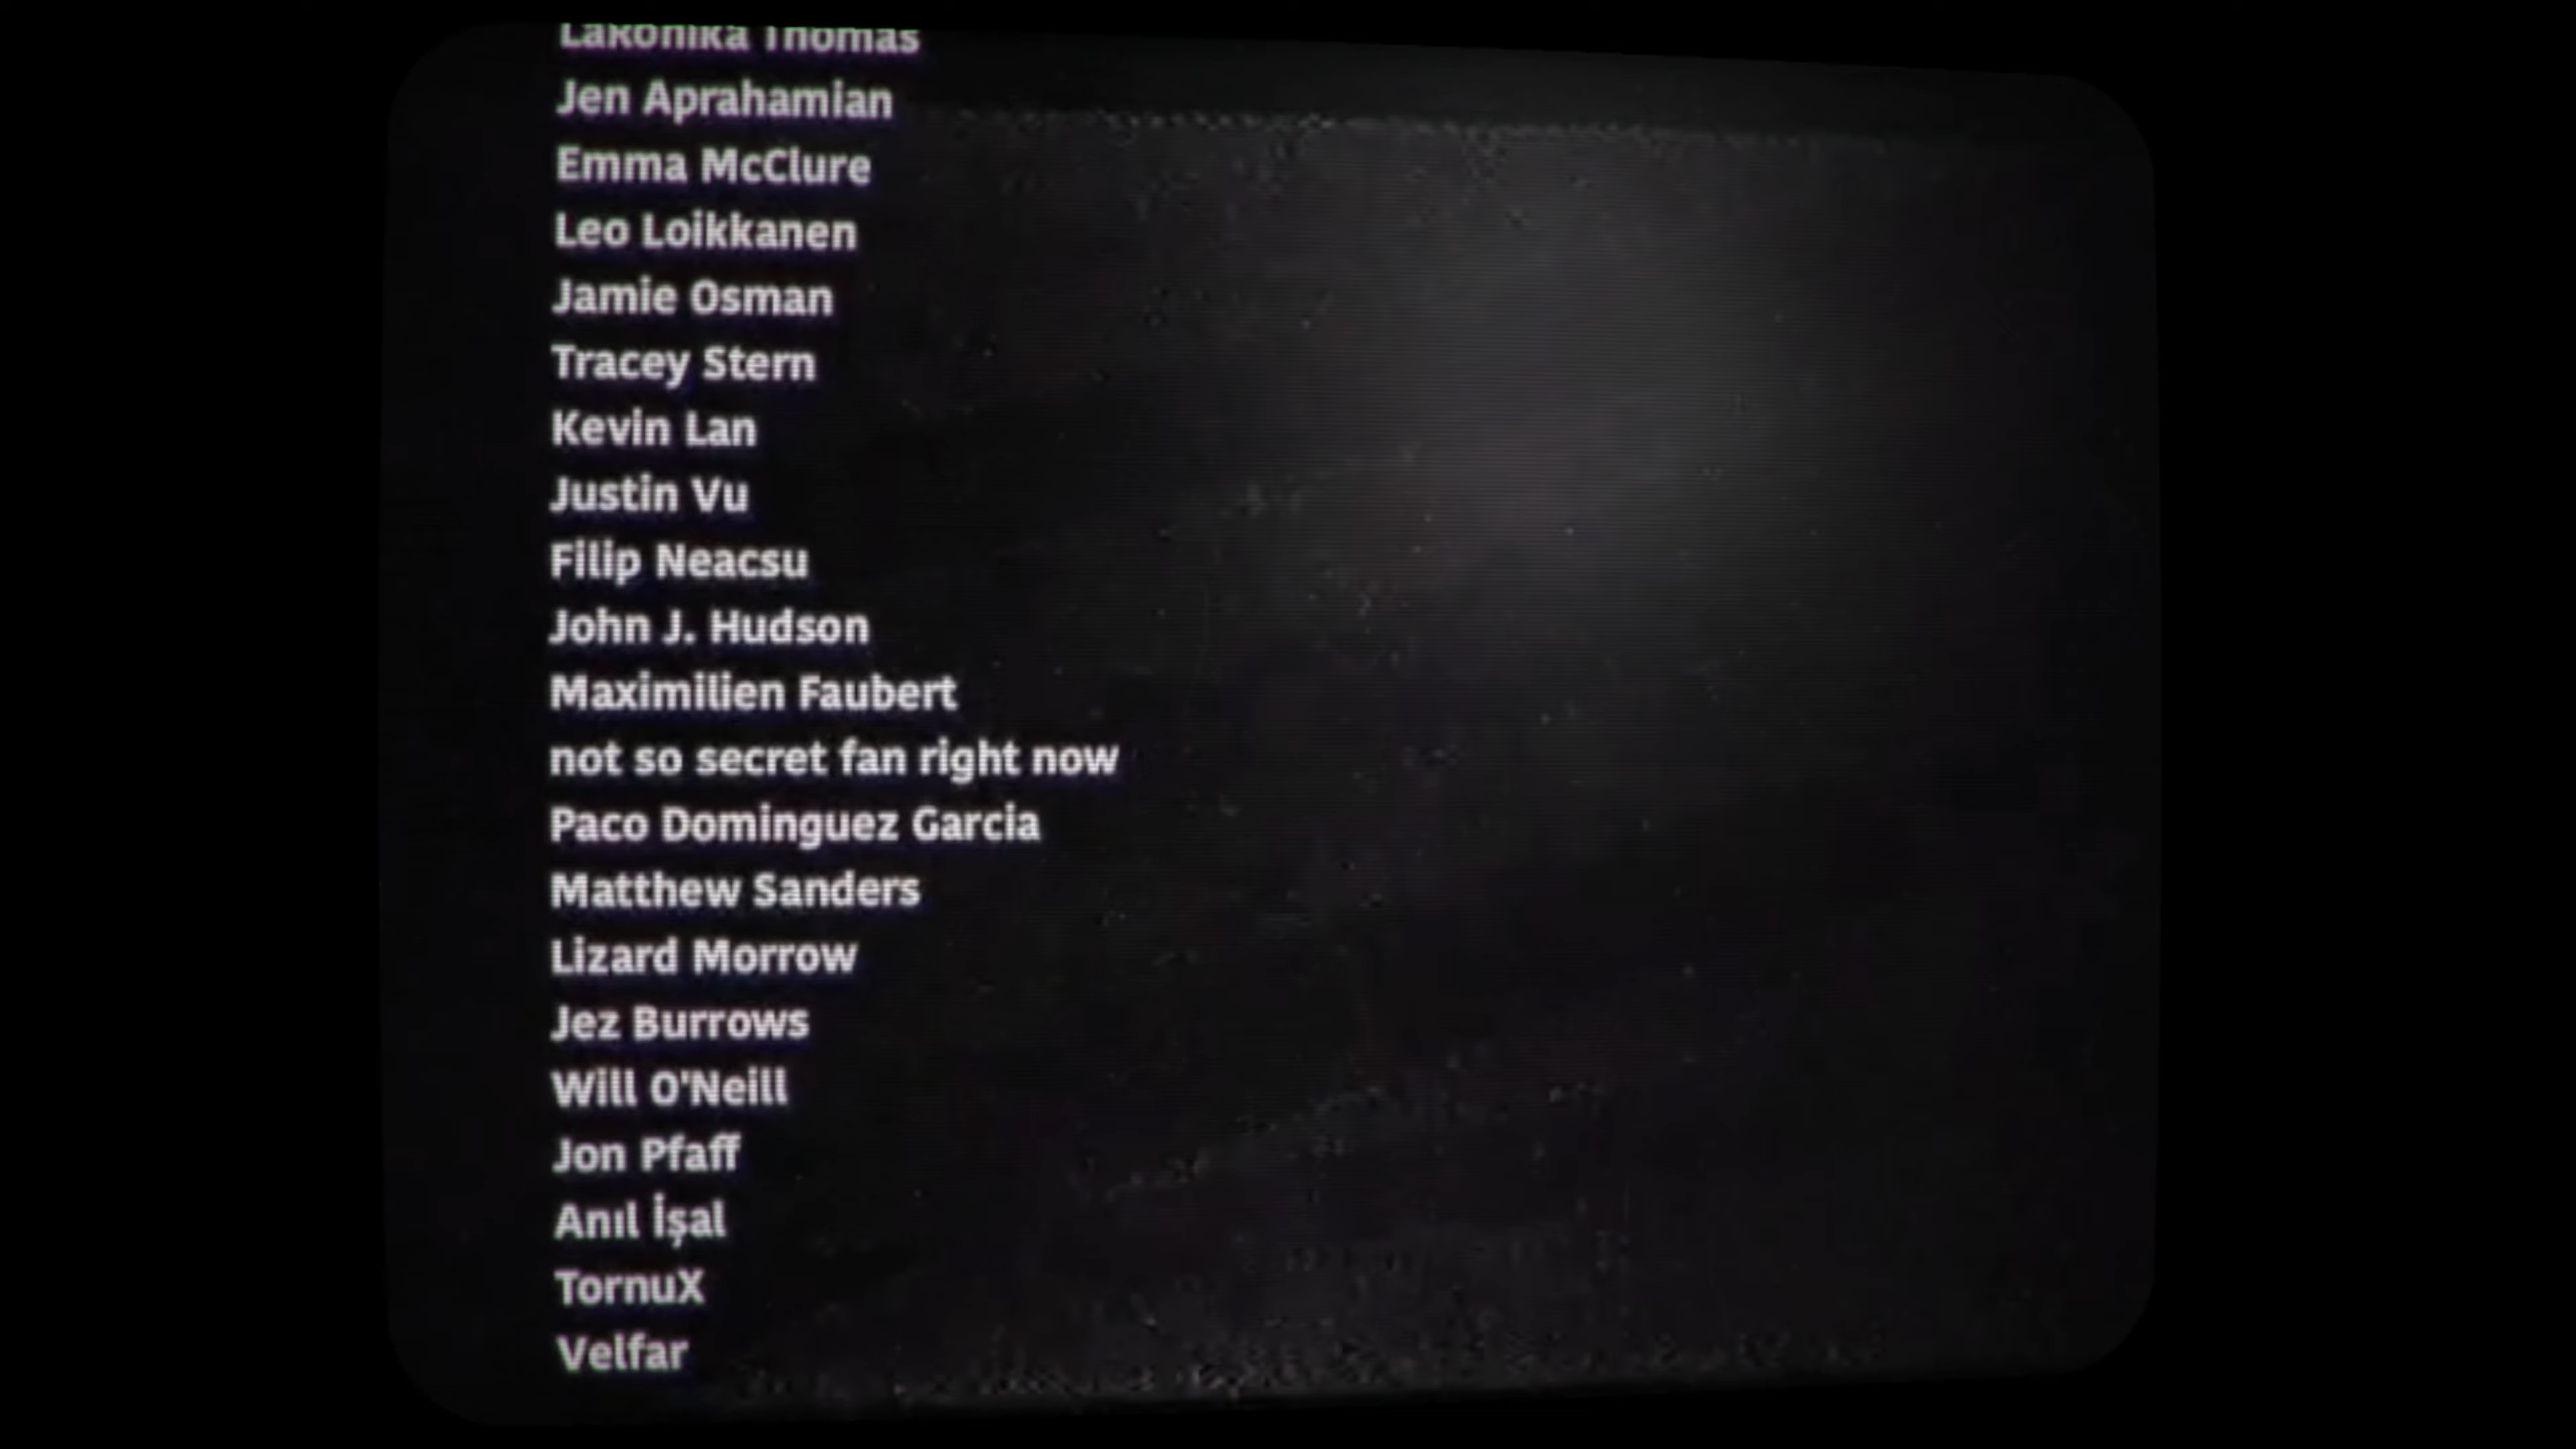 LaRonika Thomas
Jen Aprahamian
Emma McClure
Leo Loikkanen
Jamie Osman
Tracey Stern
Kevin Lan
Justin Vu
Filip Neacsu
John J. Hudson
Maximilien Faubert
not so secret fan right now
Paco Dominguez Garcia
Matthew Sanders
Lizard Morrow
Jez Burrows
Will O'Neill
Jon Pfaff
Anıl İşal
TornuX
Velfar